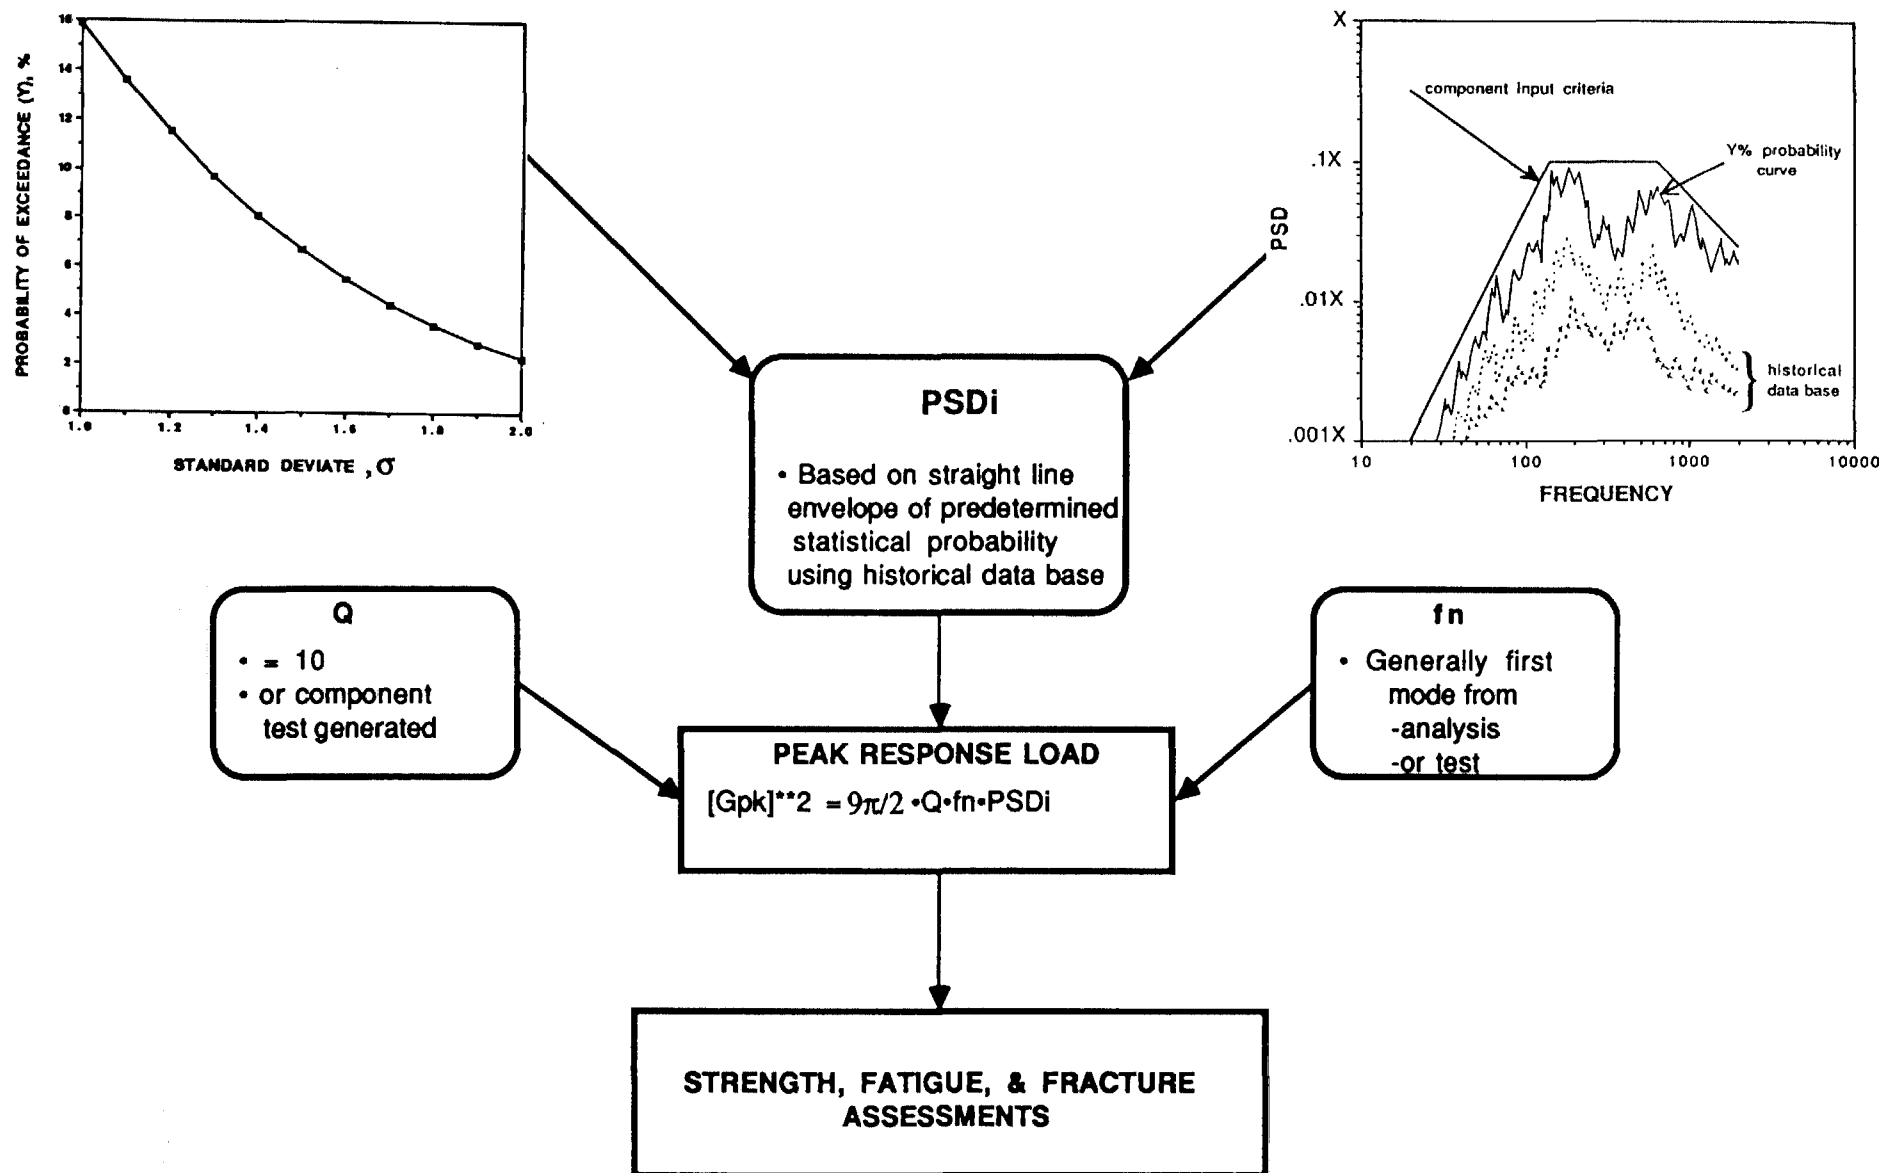 PROBABILITY OF EXCEEDANCE (Y), %
16
14
12
10
8
6
4
2
0
1.0
1.2
1.4
1.6
1.8
2.0
STANDARD DEVIATE , σ
X
.1X
.01X
.001X
PSD
component input criteria
Y% probability
curve
historical
data base
10
100
1000
10000
FREQUENCY
PSDi
• Based on straight line
envelope of predetermined
statistical probability
using historical data base
Q
• = 10
• or component
test generated
fn
• Generally first
mode from
-analysis
-or test
PEAK RESPONSE LOAD
[Gpk]**2 = 9π/2 •Q•fn•PSDi
STRENGTH, FATIGUE, & FRACTURE
ASSESSMENTS